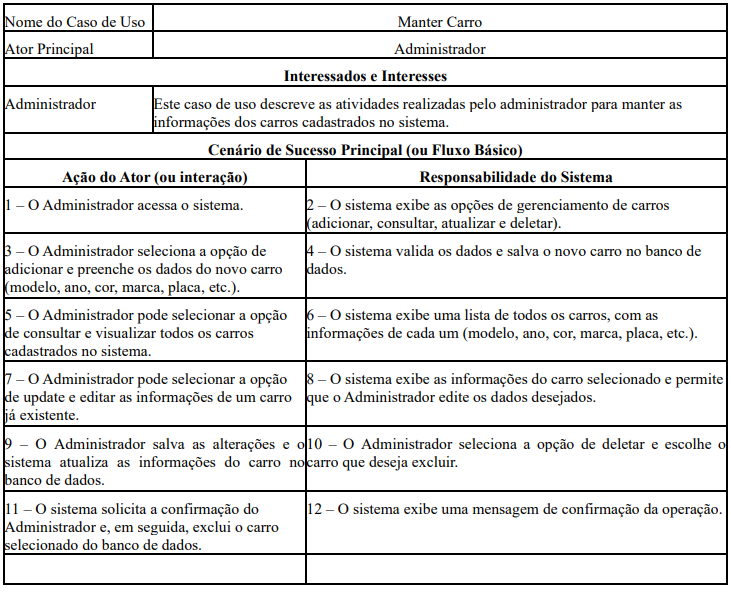 Nome do Caso de Uso
Manter Carro
Ator Principal
Administrador
Interessados e Interesses
Administrador
Este caso de uso descreve as atividades realizadas pelo administrador para manter as
informações dos carros cadastrados no sistema.
Cenário de Sucesso Principal (ou Fluxo Básico)
Ação do Ator (ou interação)
Responsabilidade do Sistema
1 – O Administrador acessa o sistema.
2 – O sistema exibe as opções de gerenciamento de carros
(adicionar, consultar, atualizar e deletar).
3 – O Administrador seleciona a opção de
adicionar e preenche os dados do novo carro
(modelo, ano, cor, marca, placa, etc.).
4 – O sistema valida os dados e salva o novo carro no banco de
dados.
5 – O Administrador pode selecionar a opção
de consultar e visualizar todos os carros
cadastrados no sistema.
6 – O sistema exibe uma lista de todos os carros, com as
informações de cada um (modelo, ano, cor, marca, placa, etc.).
7 – O Administrador pode selecionar a opção
de update e editar as informações de um carro
já existente.
8 – O sistema exibe as informações do carro selecionado e permite
que o Administrador edite os dados desejados.
9 – O Administrador salva as alterações e o
sistema atualiza as informações do carro no
banco de dados.
10 – O Administrador seleciona a opção de deletar e escolhe o
carro que deseja excluir.
11 – O sistema solicita a confirmação do
Administrador e, em seguida, exclui o carro
selecionado do banco de dados.
12 – O sistema exibe uma mensagem de confirmação da operação.